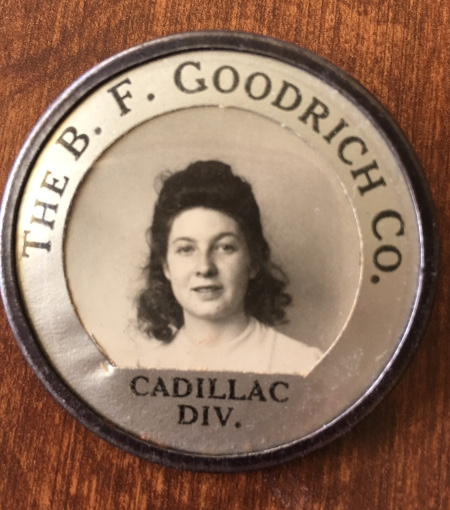 THE B. F. GOODRICH CO.
CADILLAC
DIV.